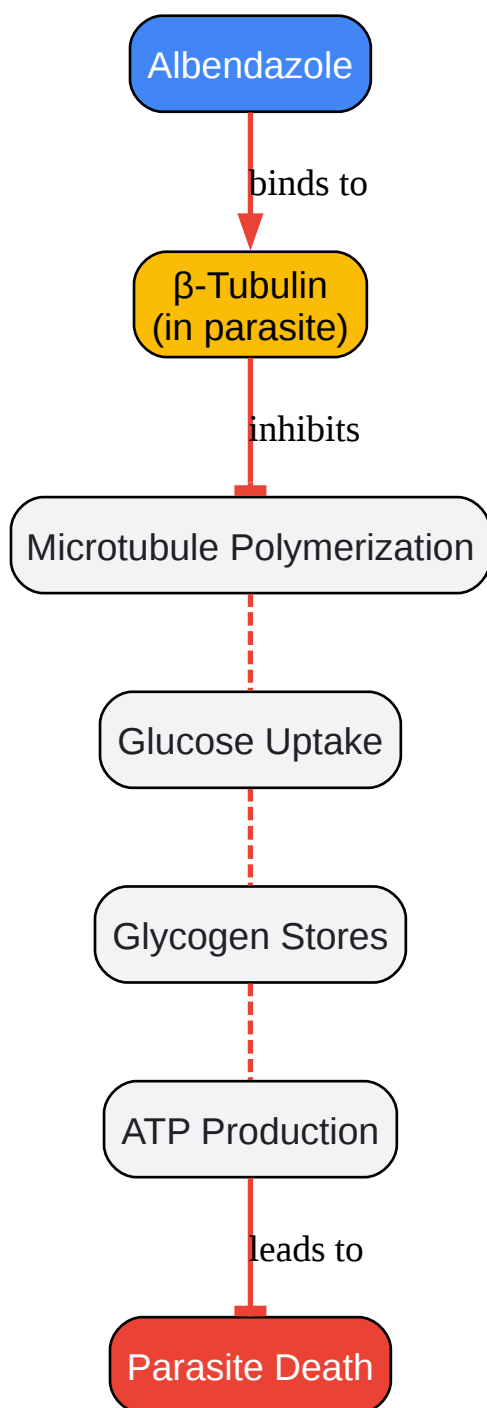 Albendazole
binds to
β-Tubulin
(in parasite)
inhibits
Microtubule Polymerization
Glucose Uptake
Glycogen Stores
ATP Production
leads to
Parasite Death